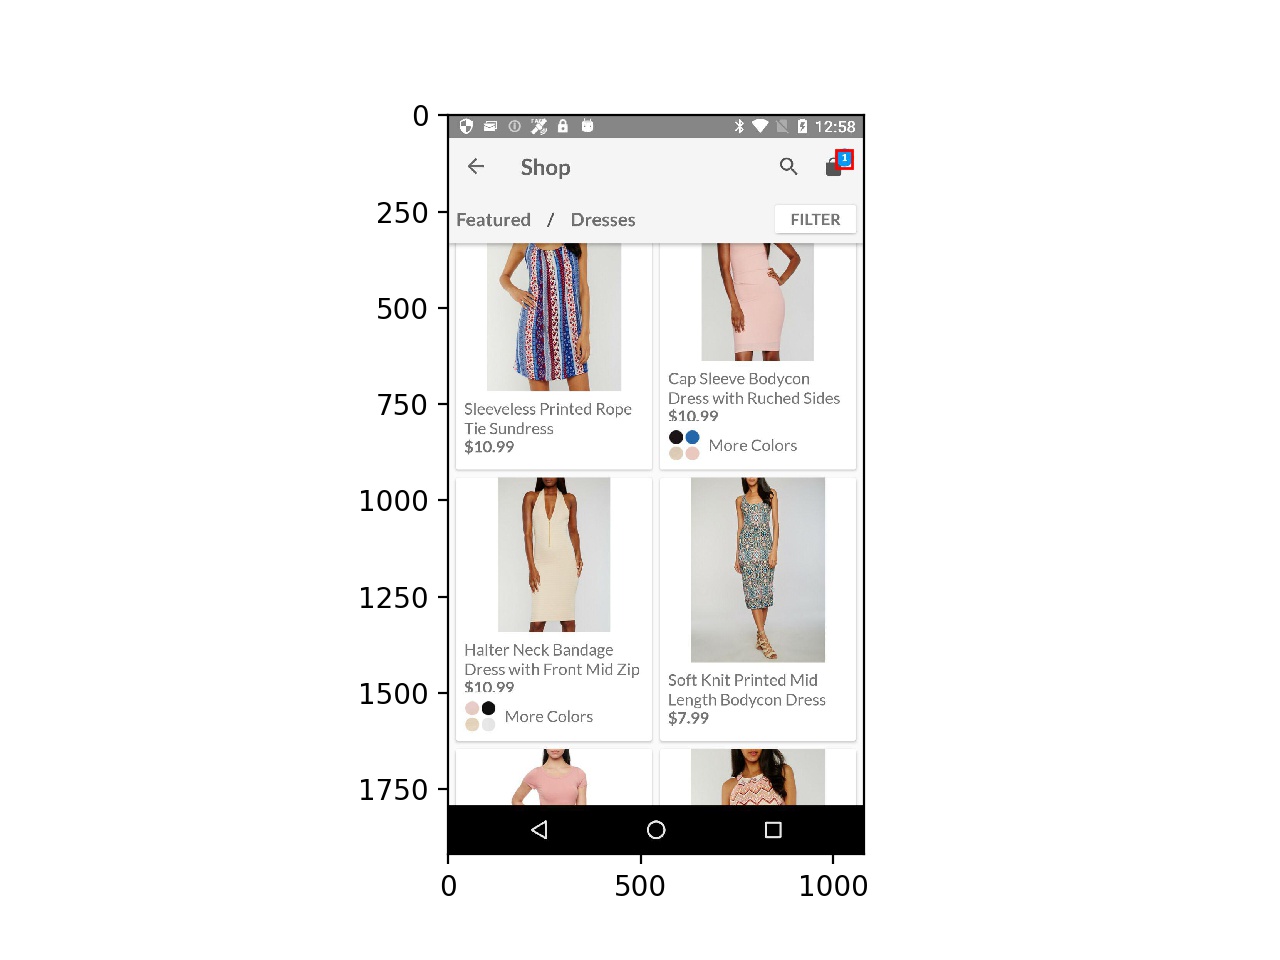 0
12:58
Shop
1
250
Featured / Dresses
FILTER
500
Sleeveless Printed Rope
Tie Sundress
$10.99
Cap Sleeve Bodycon
Dress with Ruched Sides
$10.99
More Colors
750
1000
Halter Neck Bandage
Dress with Front Mid Zip
$10.99
More Colors
Soft Knit Printed Mid
Length Bodycon Dress
$7.99
1250
1500
1750
0
500
1000